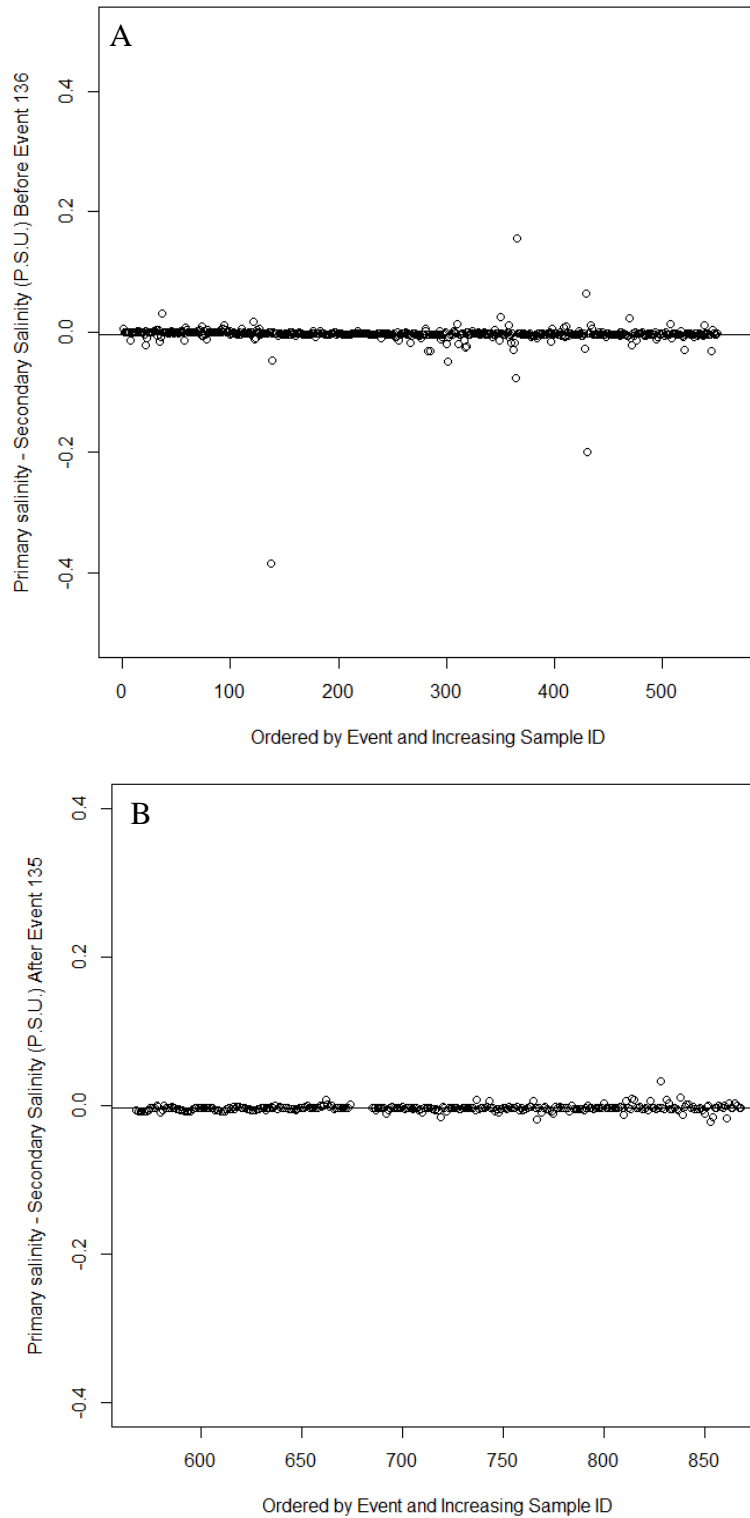 A
Primary salinity - Secondary Salinity (P.S.U.) Before Event 136
0.4
0.2
0.0
-0.2
-0.4
0 100 200 300 400 500
Ordered by Event and Increasing Sample ID
B
Primary salinity - Secondary Salinity (P.S.U.) After Event 135
0.4
0.2
0.0
-0.2
-0.4
600 650 700 750 800 850
Ordered by Event and Increasing Sample ID